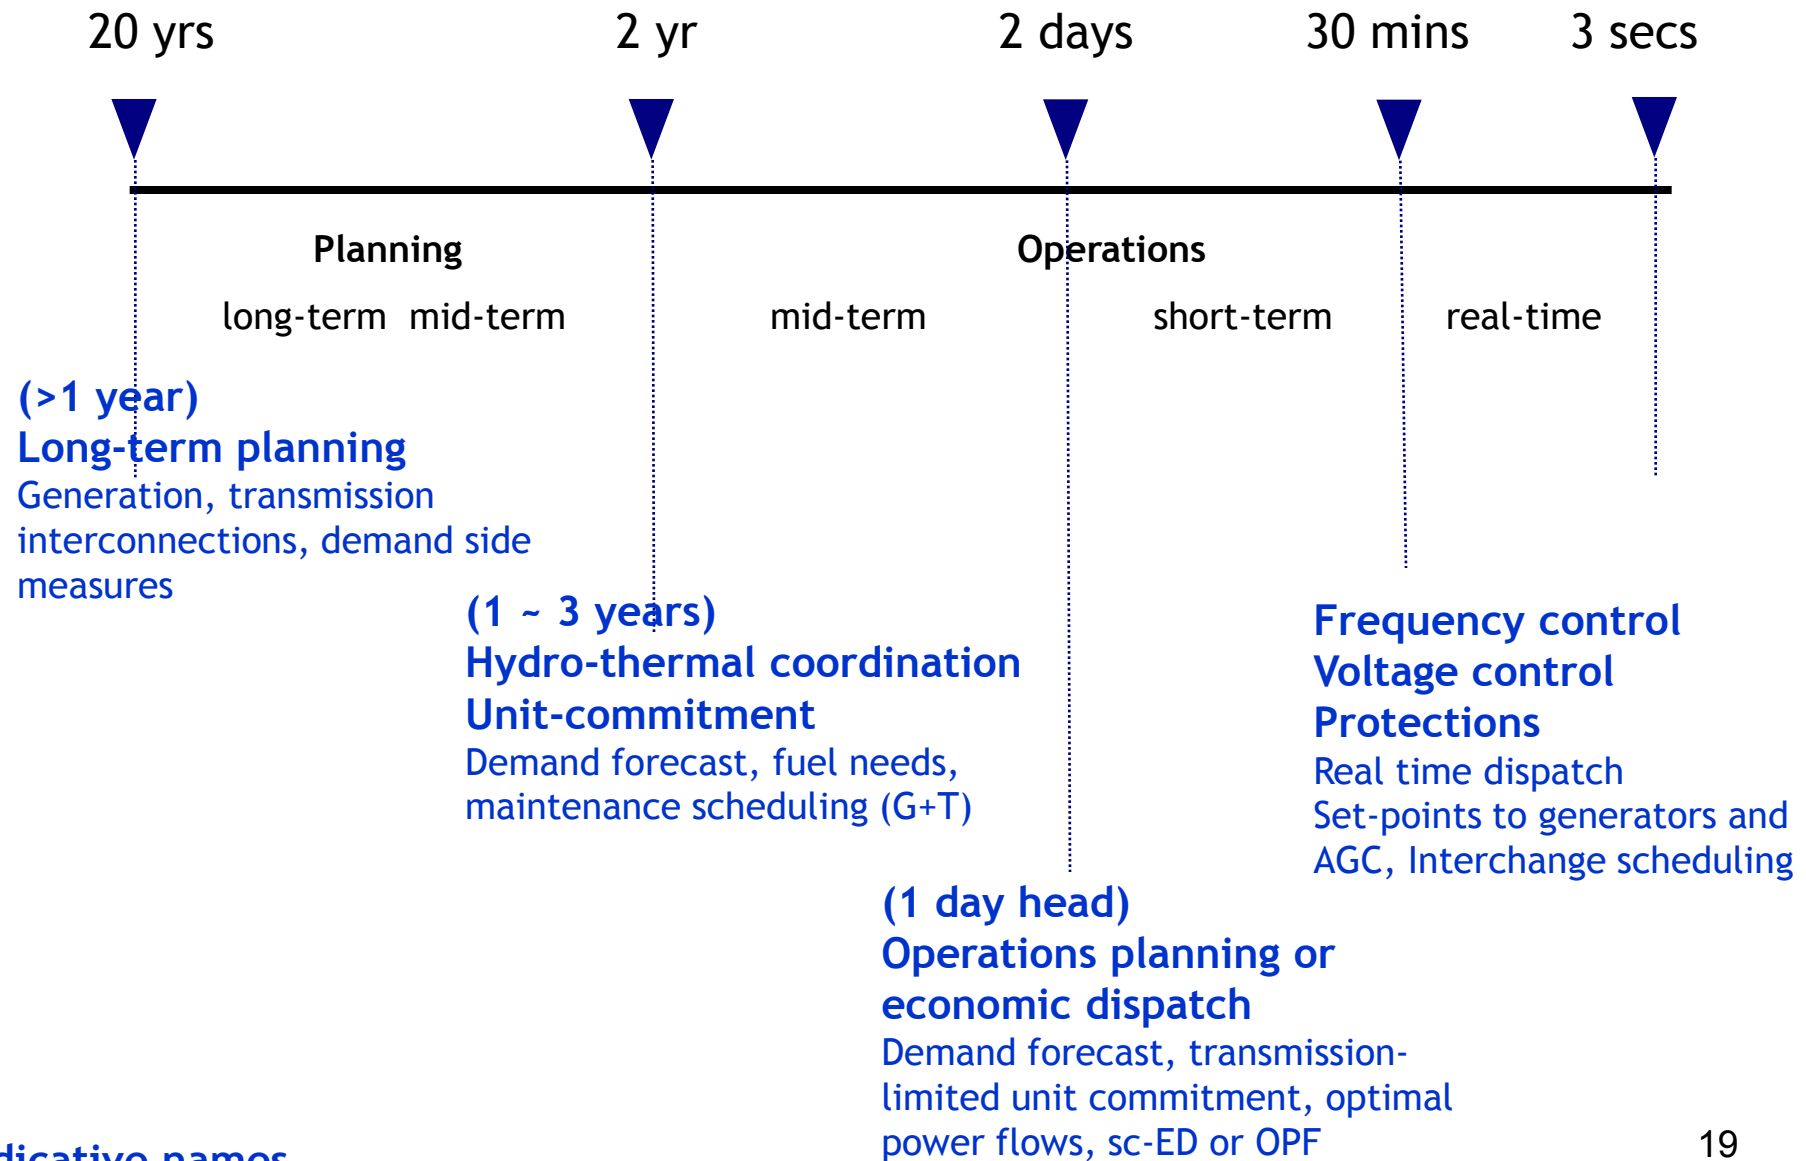 20 yrs 2 yr 2 days 30 mins 3 secs
Planning Operations
long-term mid-term mid-term short-term real-time
(>1 year)
Long-term planning
Generation, transmission
interconnections, demand side
measures
(1 ~ 3 years)
Hydro-thermal coordination
Unit-commitment
Demand forecast, fuel needs,
maintenance scheduling (G+T)
Frequency control
Voltage control
Protections
Real time dispatch
Set-points to generators and
AGC, Interchange scheduling
(1 day head)
Operations planning or
economic dispatch
Demand forecast, transmission-
limited unit commitment, optimal
power flows, sc-ED or OPF
names
19